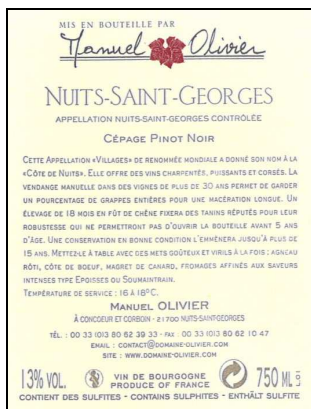 MIS EN BOUTEILLE PAR
Manuel Olivier
NUITS-SAINT-GEORGES
APPELLATION NUITS-SAINT-GEORGES CONTRÔLÉE
CÉPAGE PINOT NOIR
CETTE APPELLATION «VILLAGES» DE RENOMMÉE MONDIALE A DONNÉ SON NOM À LA
«CÔTE DE NUITS». ELLE OFFRE DES VINS CHARPENTÉS, PUISSANTS ET CORSÉS. LA
VENDANGE MANUELLE DANS DES VIGNES DE PLUS DE 30 ANS PERMET DE GARDER
UN POURCENTAGE DE GRAPPES ENTIÈRES POUR UNE MACÉRATION LONGUE. UN
ÉLEVAGE DE 18 MOIS EN FÛT DE CHÊNE FIXERA DES TANINS RÉPUTÉS POUR LEUR
ROBUSTESSE QUI NE PERMETTRONT PAS D'OUVRIR LA BOUTEILLE AVANT 5 ANS
D'ÂGE. UNE CONSERVATION EN BONNE CONDITION L'EMMÈNERA JUSQU'À PLUS DE
15 ANS. METTEZ-LE À TABLE AVEC DES METS GOÛTEUX ET VIRILS À LA FOIS : AGNEAU
RÔTI, CÔTE DE BOEUF, MAGRET DE CANARD, FROMAGES AFFINÉS AUX SAVEURS
INTENSES TYPE EPOISSES OU SOUMAINTRAIN.
TEMPÉRATURE DE SERVICE : 16 À 18°C.
MANUEL OLIVIER
À CONCOEUR ET CORBOIN - 21700 NUITS-SAINT-GEORGES
TÉL. : 00 33 (0)3 80 62 39 33 - FAX : 00 33 (0)3 80 62 10 47
EMAIL : CONTACT@DOMAINE-OLIVIER.COM
SITE : WWW.DOMAINE-OLIVIER.COM
13% VOL. VIN DE BOURGOGNE 750 ML
PRODUCE OF FRANCE
CONTIENT DES SULFITES - CONTAINS SULPHITES - ENTHÄLT SULFITE